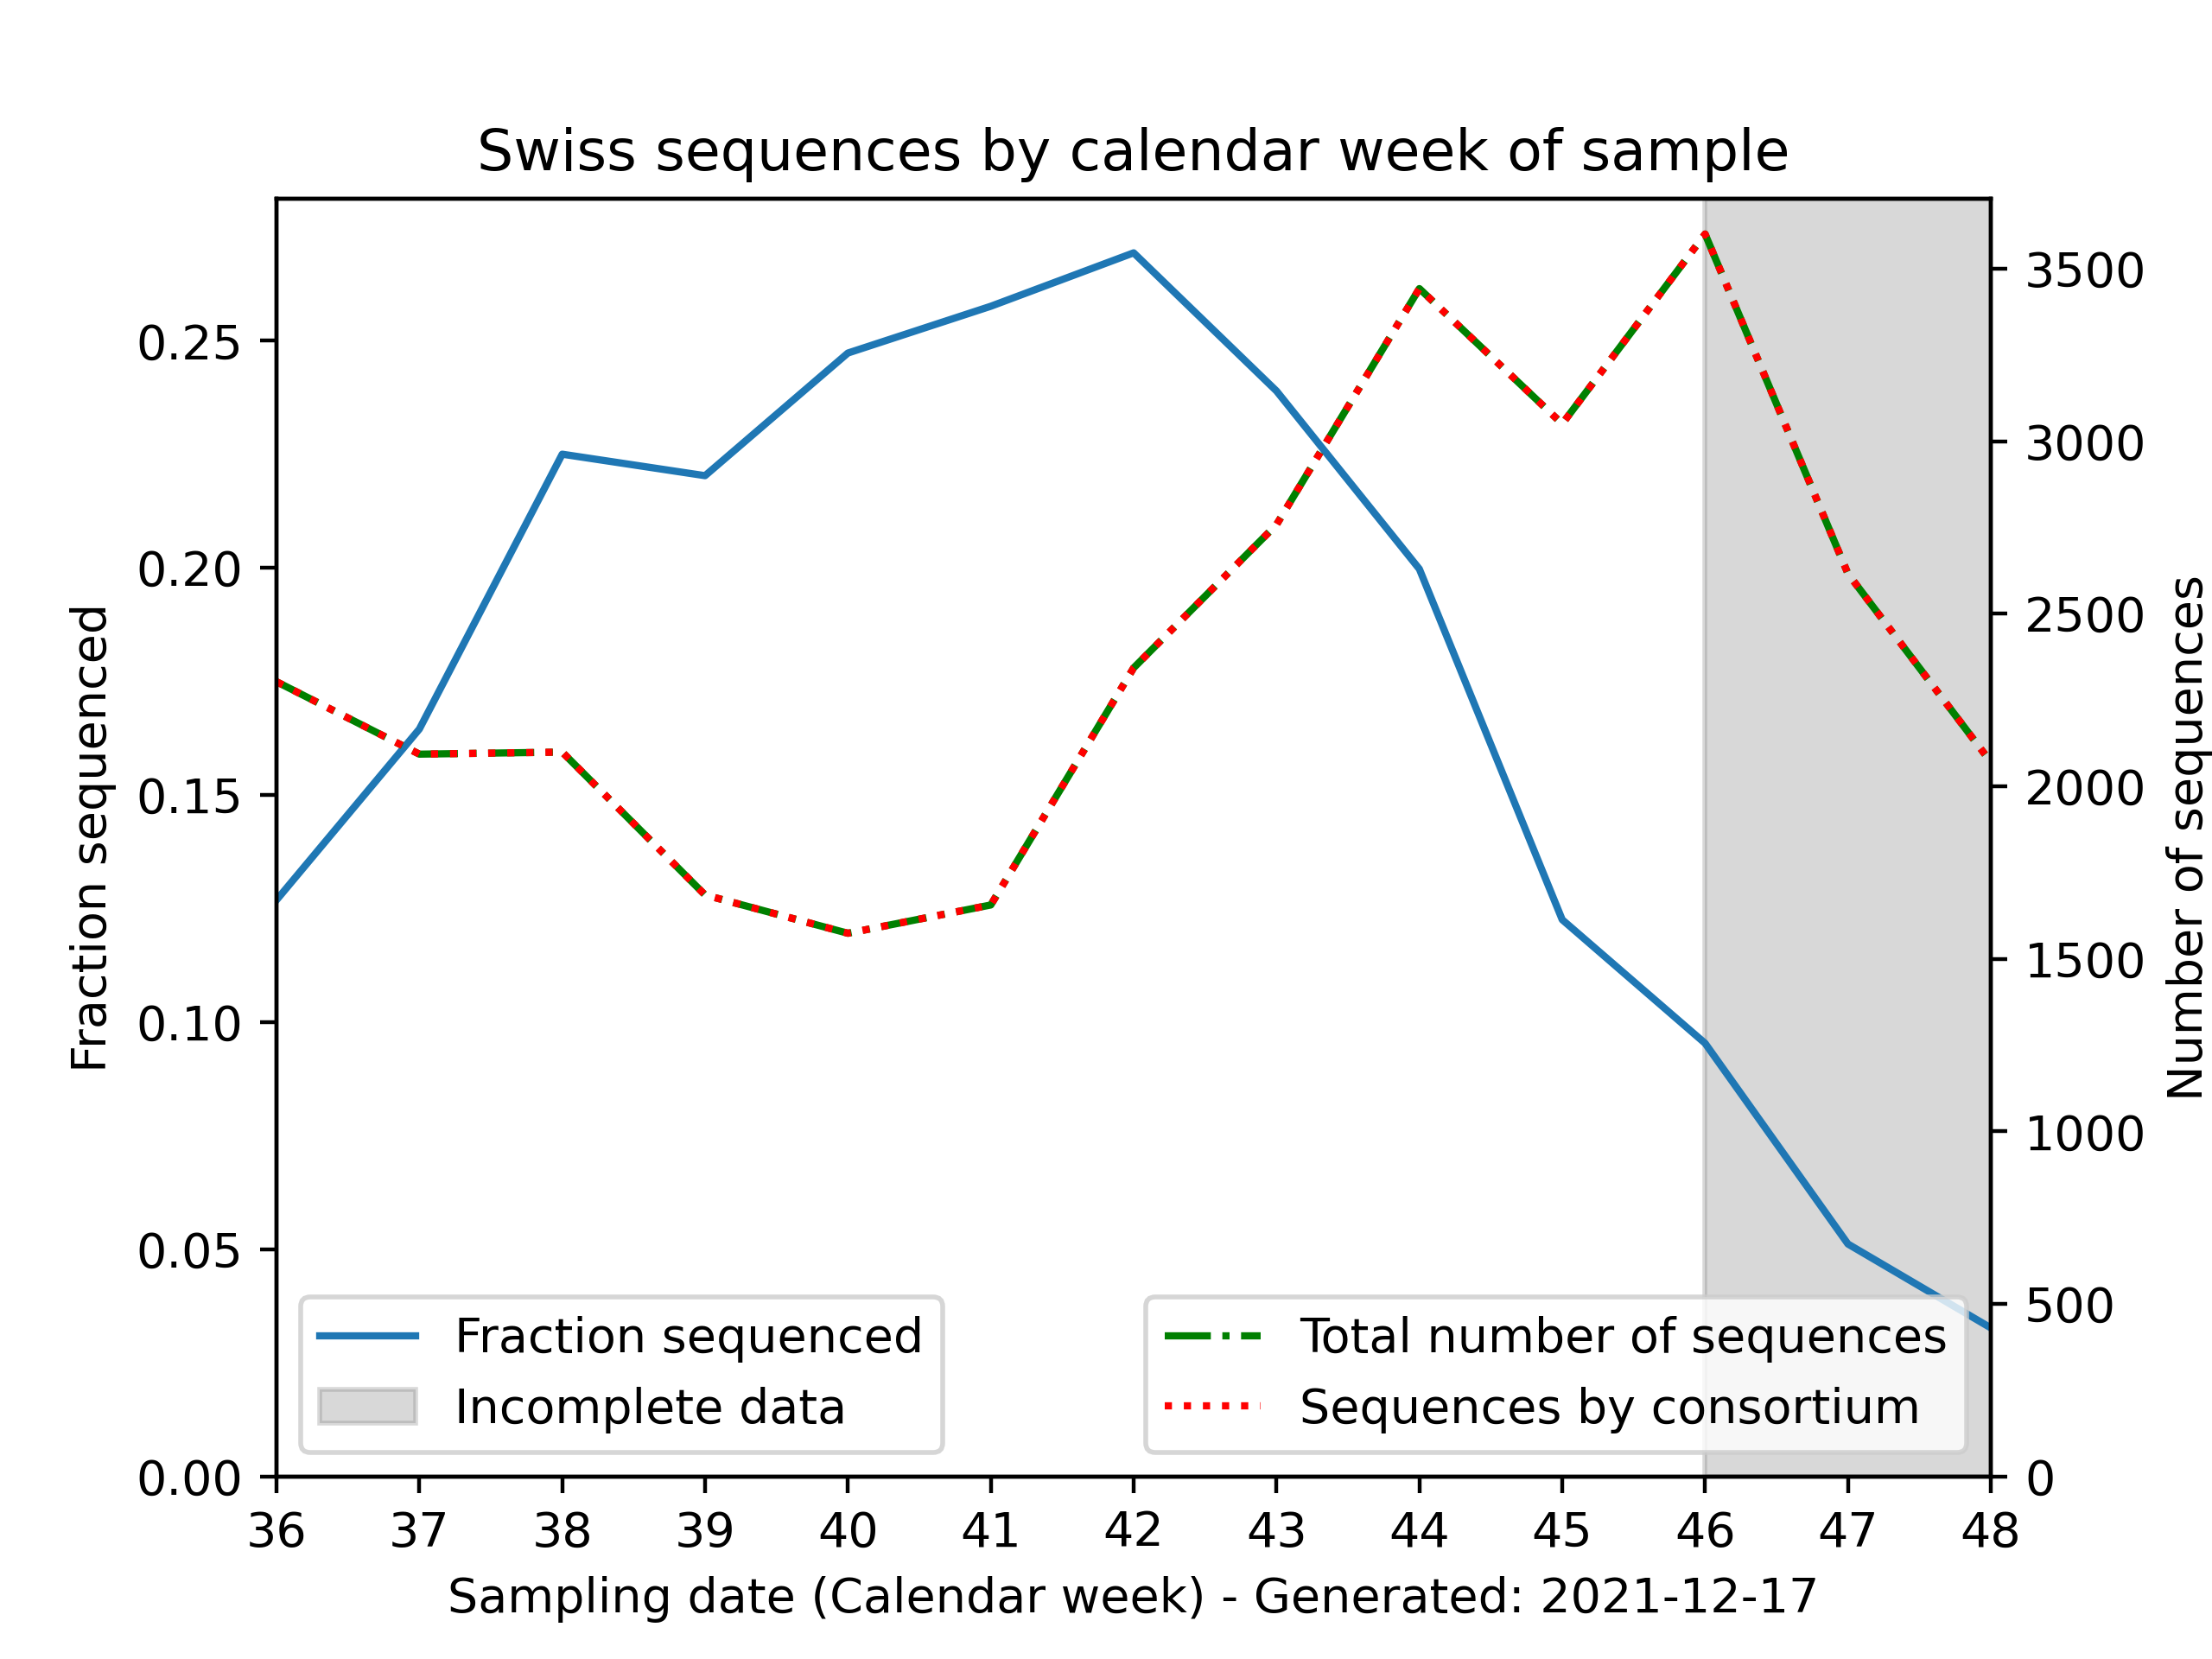 Swiss sequences by calendar week of sample
Fraction sequenced
0.25
0.20
0.15
0.10
0.05
0.00
3500
3000
2500
2000
1500
1000
500
0
Number of sequences
Fraction sequenced
Incomplete data
Total number of sequences
Sequences by consortium
36 37 38 39 40 41 42 43 44 45 46 47 48
Sampling date (Calendar week) - Generated: 2021-12-17